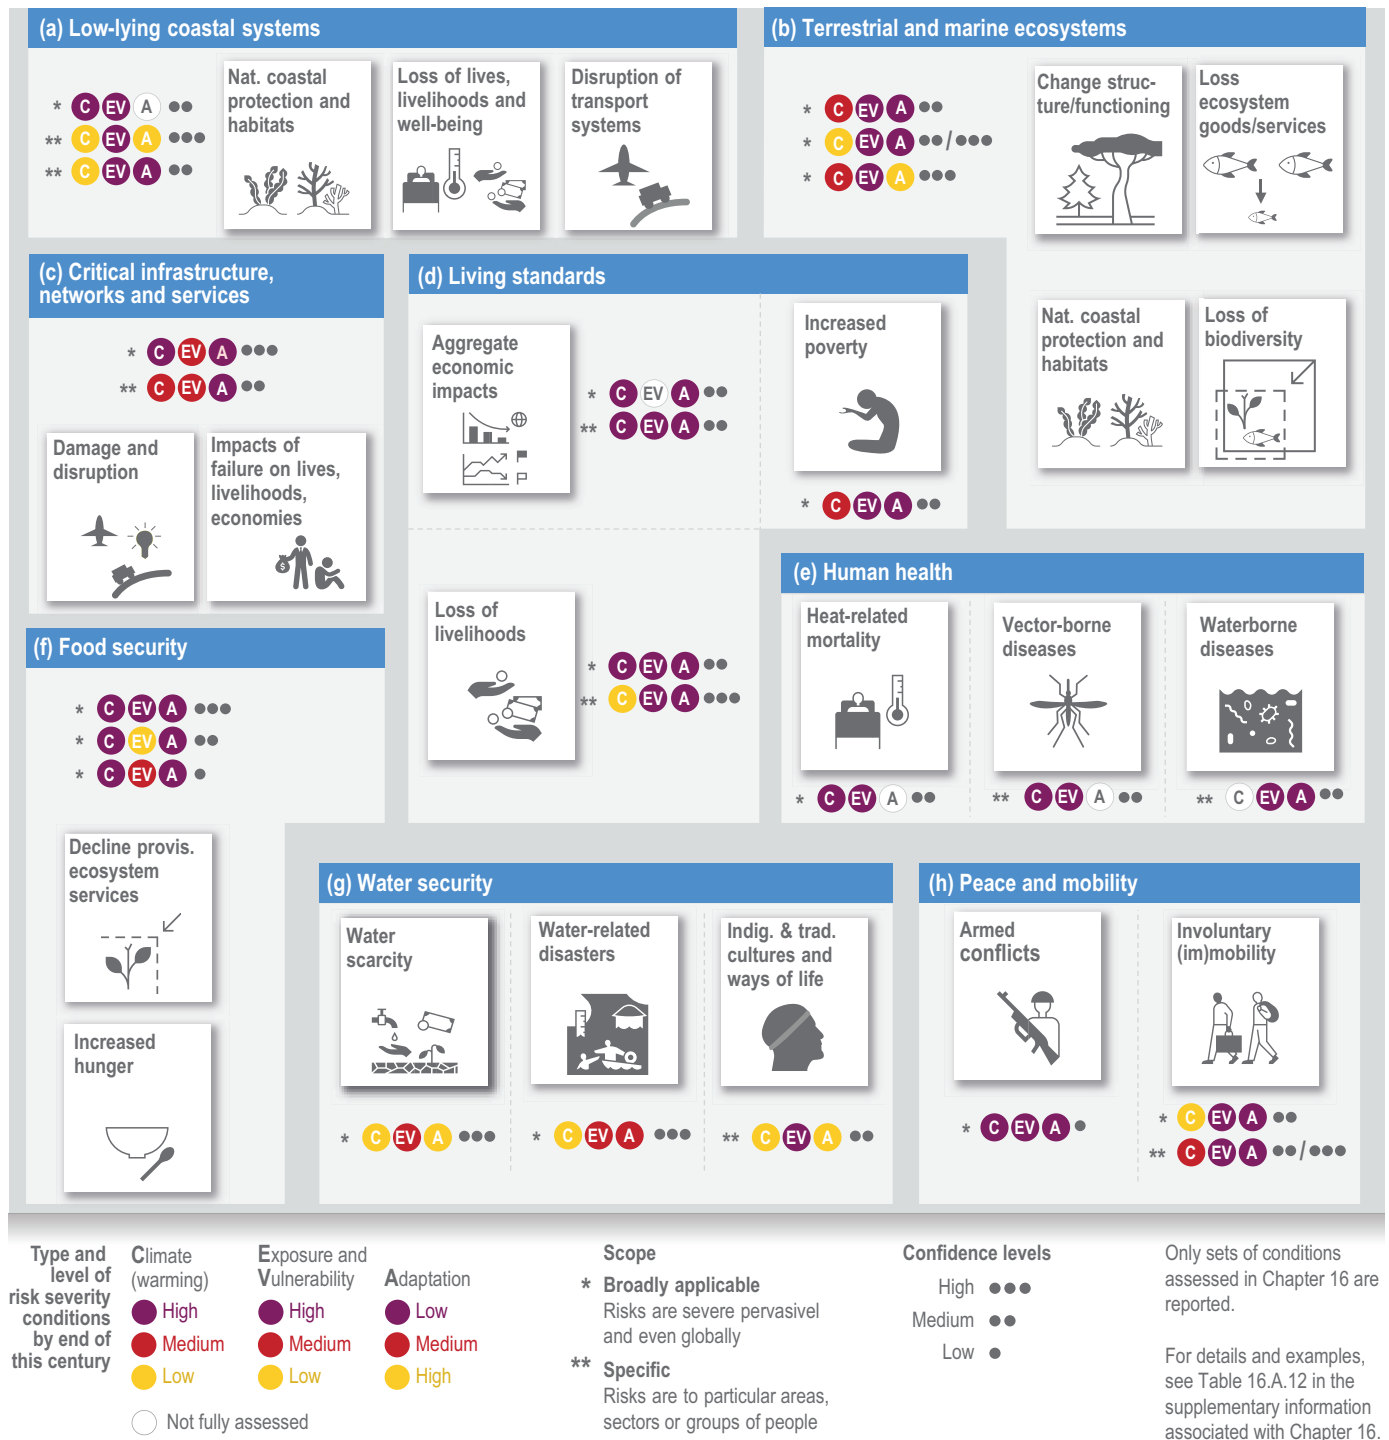 (a) Low-lying coastal systems
* C EV A ●●
** C EV A ●●●
** C EV A ●●
Nat. coastal
protection and
habitats
Loss of lives,
livelihoods and
well-being
Disruption of
transport
systems
(b) Terrestrial and marine ecosystems
* C EV A ●●
* C EV A ●●/●●●
* C EV A ●●●
Change struc-
ture/functioning
Loss
ecosystem
goods/services
Nat. coastal
protection and
habitats
Loss of
biodiversity
(c) Critical infrastructure,
networks and services
* C EV A ●●●
** C EV A ●●
Damage and
disruption
Impacts of
failure on lives,
livelihoods,
economies
$
(d) Living standards
Aggregate
economic
impacts
* C EV A ●●
** C EV A ●●
Increased
poverty
* C EV A ●●
Loss of
livelihoods
* C EV A ●●
** C EV A ●●●
(e) Human health
Heat-related
mortality
* C EV A ●●
Vector-borne
diseases
** C EV A ●●
Waterborne
diseases
** C EV A ●●
(f) Food security
* C EV A ●●●
* C EV A ●●
* C EV A ●
Decline provis.
ecosystem
services
Increased
hunger
(g) Water security
Water
scarcity
* C EV A ●●●
Water-related
disasters
* C EV A ●●●
Indig. & trad.
cultures and
ways of life
** C EV A ●●
(h) Peace and mobility
Armed
conflicts
* C EV A ●
Involuntary
(im)mobility
* C EV A ●●
** C EV A ●●/●●●
Type and
level of
risk severity
conditions
by end of
this century
Climate
(warming)
High
Medium
Low
Not fully assessed
Exposure and
Vulnerability
High
Medium
Low
Adaptation
Low
Medium
High
Scope
* Broadly applicable
Risks are severe pervasivel
and even globally
** Specific
Risks are to particular areas,
sectors or groups of people
Confidence levels
High ●●●
Medium ●●
Low ●
Only sets of conditions
assessed in Chapter 16 are
reported.
For details and examples,
see Table 16.A.12 in the
supplementary information
associated with Chapter 16.